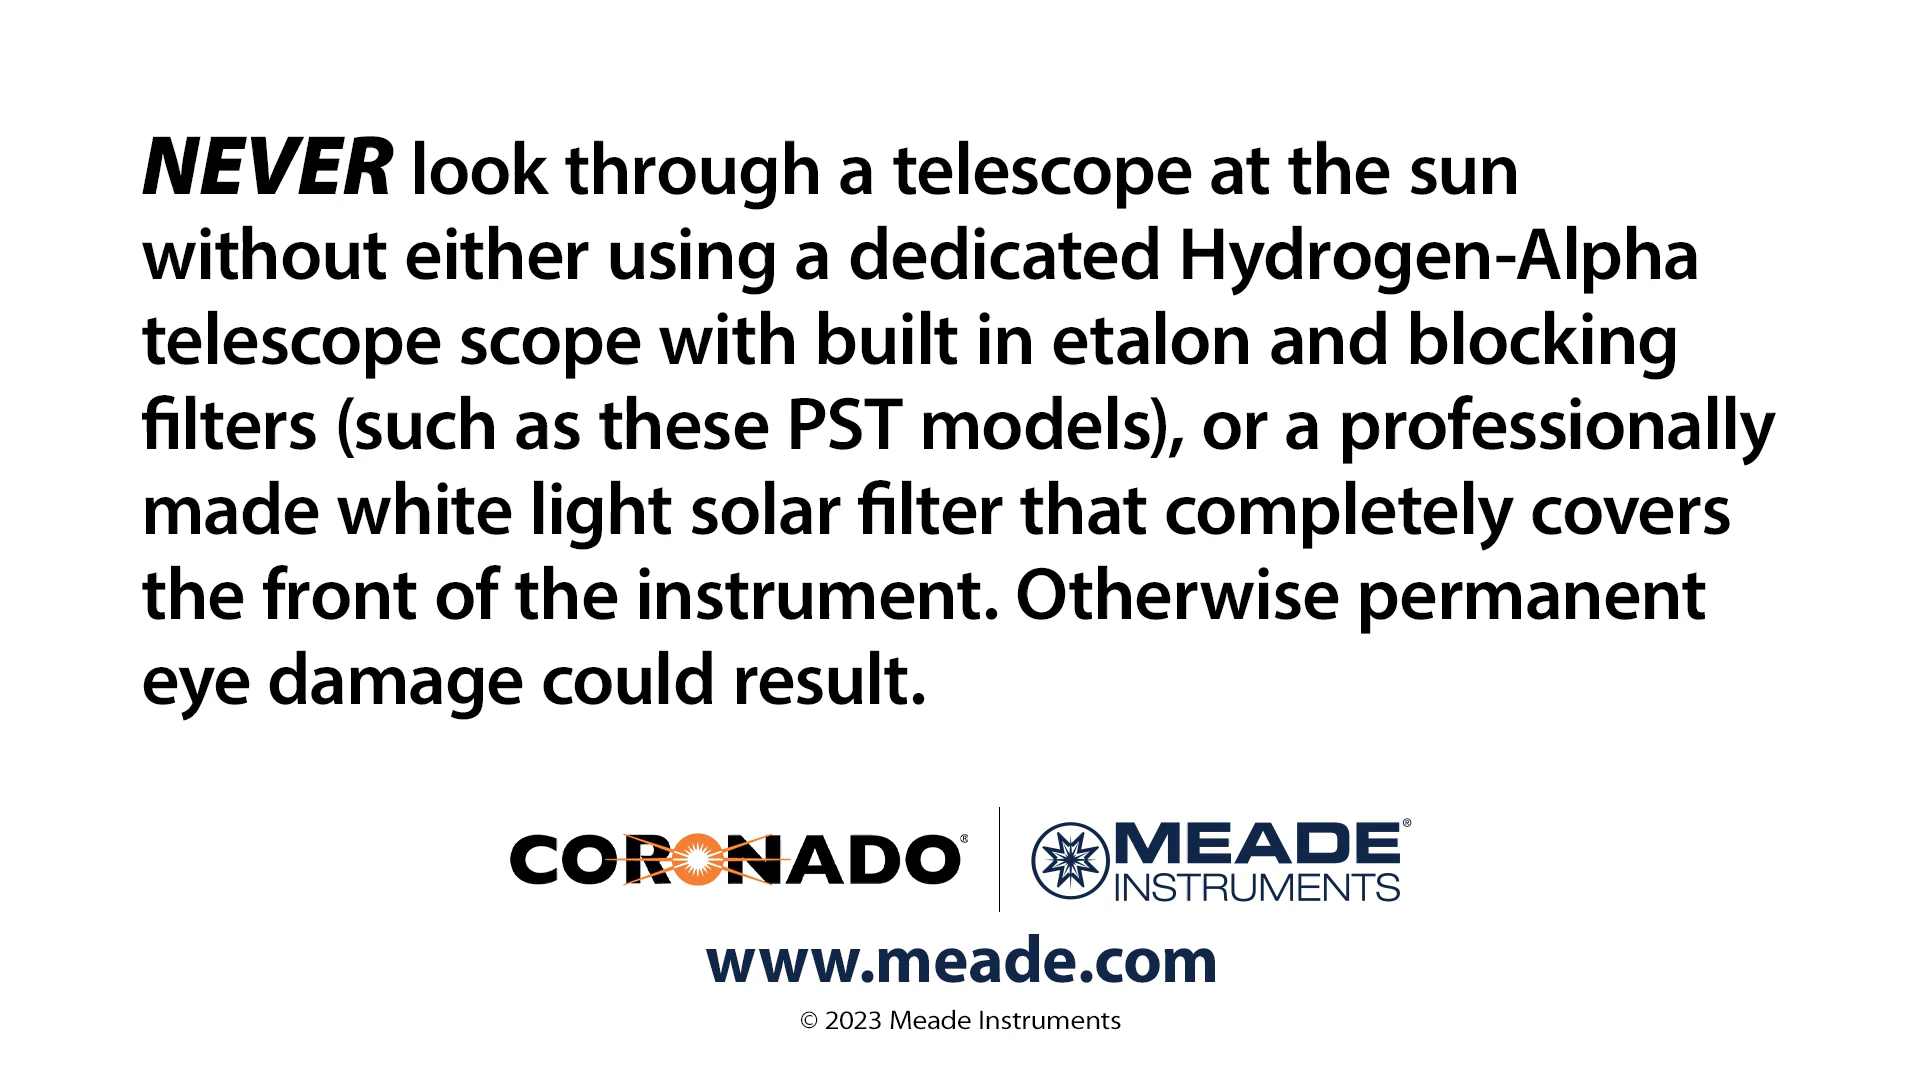 NEVER look through a telescope at the sun
without either using a dedicated Hydrogen-Alpha
telescope scope with built in etalon and blocking
filters (such as these PST models), or a professionally
made white light solar filter that completely covers
the front of the instrument. Otherwise permanent
eye damage could result.
CORONADO®
MEADE®
INSTRUMENTS
www.meade.com
© 2023 Meade Instruments